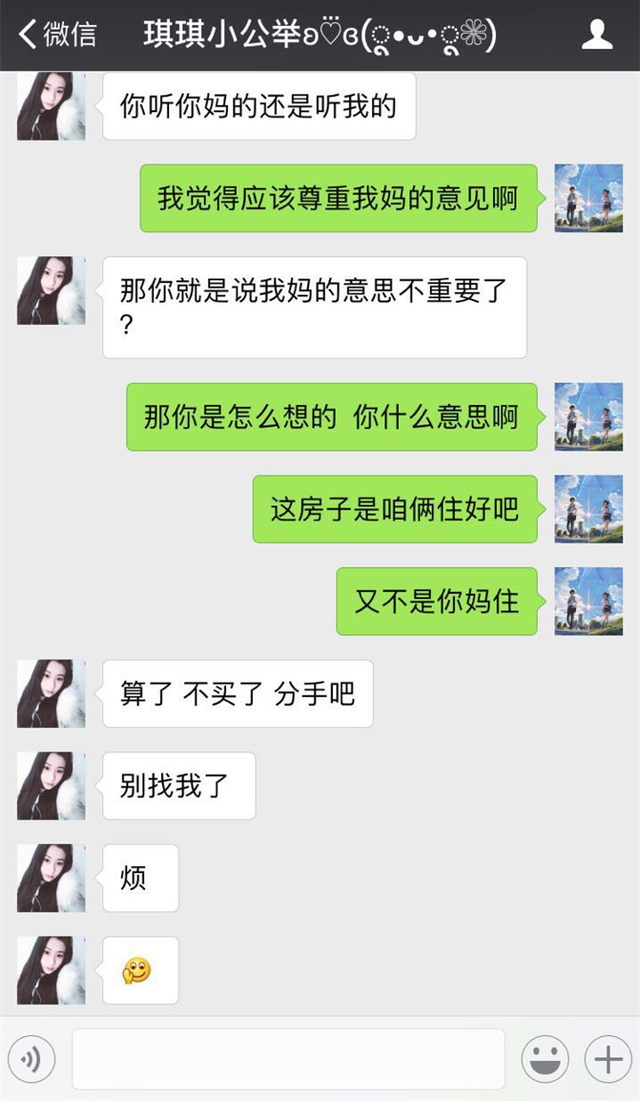 微信
琪琪小公举ʚ♡̈ɞ(ू•ᴗ•ू❁)
你听你妈的还是听我的
我觉得应该尊重我妈的意见啊
那你就是说我妈的意思不重要了
?
那你是怎么想的 你什么意思啊
这房子是咱俩住好吧
又不是你妈住
算了 不买了 分手吧
别找我了
烦